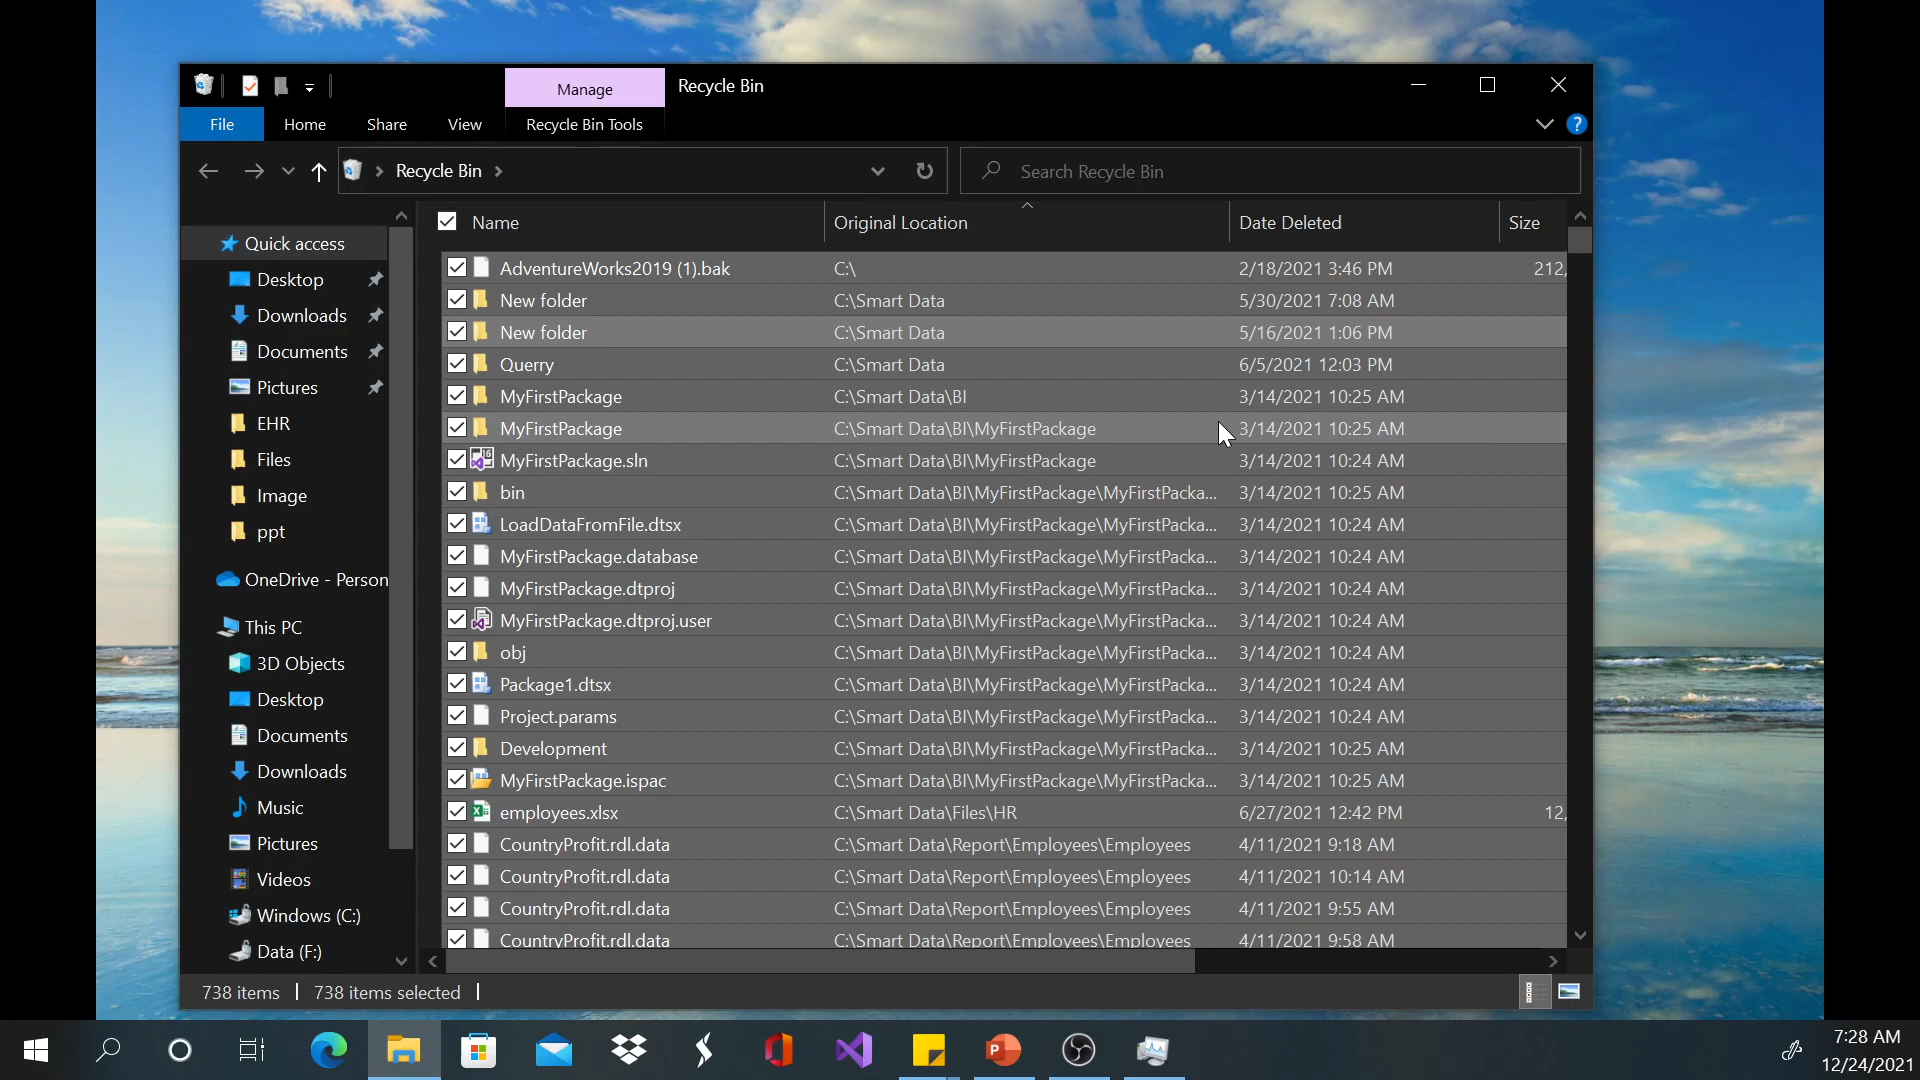 Manage
Recycle Bin
File
Home
Share
View
Recycle Bin Tools
?
Recycle Bin
Search Recycle Bin
Quick access
Desktop
Downloads
Documents
Pictures
EHR
Files
Image
ppt
OneDrive - Person
This PC
3D Objects
Desktop
Documents
Downloads
Music
Pictures
Videos
Windows (C:)
Data (F:)
Name Original Location Date Deleted Size
AdventureWorks2019 (1).bak C:\ 2/18/2021 3:46 PM 212,
New folder C:\Smart Data 5/30/2021 7:08 AM
New folder C:\Smart Data 5/16/2021 1:06 PM
Querry C:\Smart Data 6/5/2021 12:03 PM
MyFirstPackage C:\Smart Data\BI 3/14/2021 10:25 AM
MyFirstPackage C:\Smart Data\BI\MyFirstPackage 3/14/2021 10:25 AM
MyFirstPackage.sln C:\Smart Data\BI\MyFirstPackage 3/14/2021 10:24 AM
bin C:\Smart Data\BI\MyFirstPackage\MyFirstPacka... 3/14/2021 10:25 AM
LoadDataFromFile.dtsx C:\Smart Data\BI\MyFirstPackage\MyFirstPacka... 3/14/2021 10:24 AM
MyFirstPackage.database C:\Smart Data\BI\MyFirstPackage\MyFirstPacka... 3/14/2021 10:24 AM
MyFirstPackage.dtproj C:\Smart Data\BI\MyFirstPackage\MyFirstPacka... 3/14/2021 10:24 AM
MyFirstPackage.dtproj.user C:\Smart Data\BI\MyFirstPackage\MyFirstPacka... 3/14/2021 10:24 AM
obj C:\Smart Data\BI\MyFirstPackage\MyFirstPacka... 3/14/2021 10:24 AM
Package1.dtsx C:\Smart Data\BI\MyFirstPackage\MyFirstPacka... 3/14/2021 10:24 AM
Project.params C:\Smart Data\BI\MyFirstPackage\MyFirstPacka... 3/14/2021 10:24 AM
Development C:\Smart Data\BI\MyFirstPackage\MyFirstPacka... 3/14/2021 10:25 AM
MyFirstPackage.ispac C:\Smart Data\BI\MyFirstPackage\MyFirstPacka... 3/14/2021 10:25 AM
employees.xlsx C:\Smart Data\Files\HR 6/27/2021 12:42 PM 12,
CountryProfit.rdl.data C:\Smart Data\Report\Employees\Employees 4/11/2021 9:18 AM
CountryProfit.rdl.data C:\Smart Data\Report\Employees\Employees 4/11/2021 10:14 AM
CountryProfit.rdl.data C:\Smart Data\Report\Employees\Employees 4/11/2021 9:55 AM
CountryProfit.rdl.data C:\Smart Data\Report\Employees\Employees 4/11/2021 9:58 AM
738 items 738 items selected
7:28 AM
12/24/2021